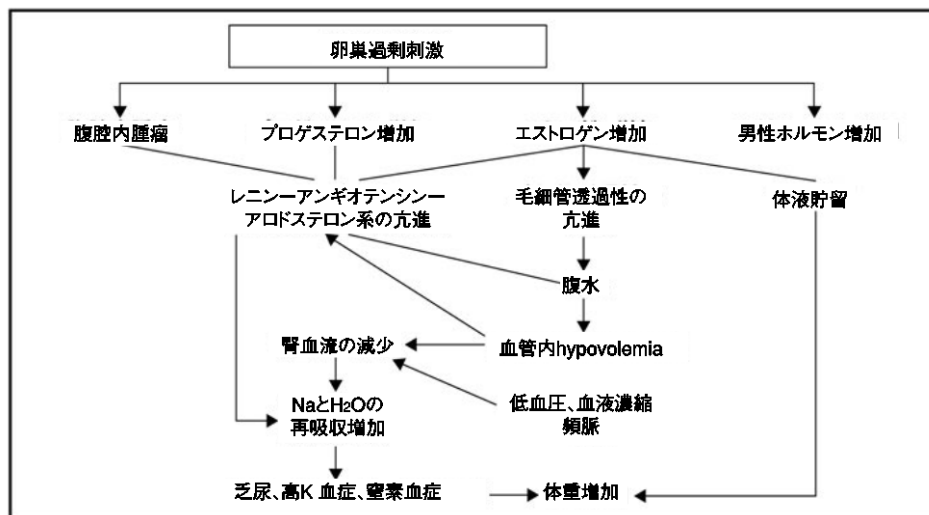 卵巣過剰刺激
腹腔内腫瘤
プロゲステロン増加
エストロゲン増加
男性ホルモン増加
レニンーアンギオテンシンー
アロドステロン系の亢進
毛細管透過性の
亢進
体液貯留
腹水
腎血流の減少
血管内hypovolemia
NaとH₂Oの
再吸収増加
低血圧、血液濃縮
頻脈
乏尿、高K 血症、窒素血症
体重増加